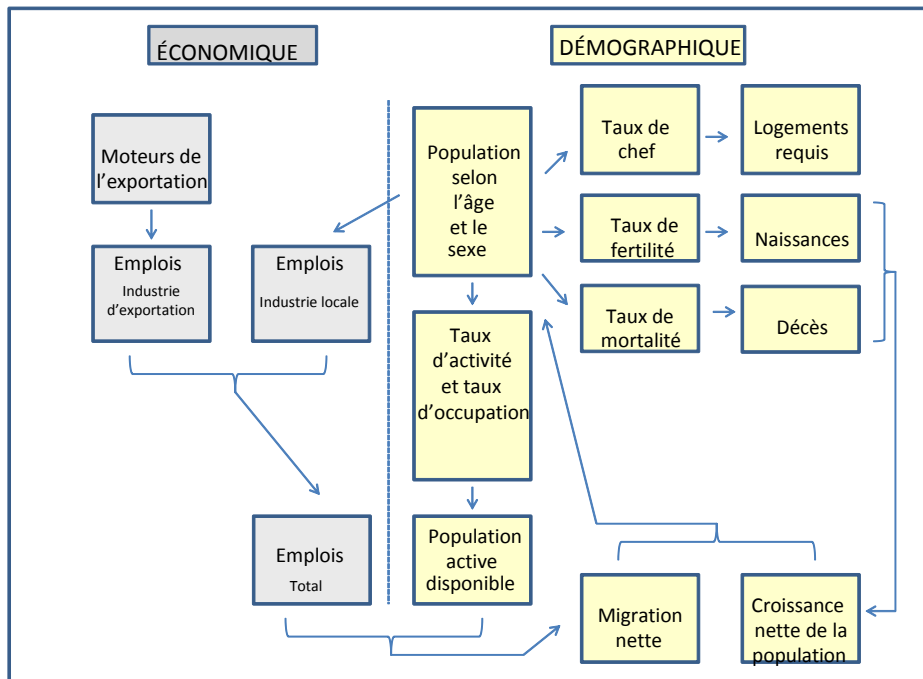 ÉCONOMIQUE
DÉMOGRAPHIQUE
Moteurs de
l'exportation
Emplois
Industrie
d'exportation
Emplois
Industrie locale
Emplois
Total
Population
selon
l'âge
et le
sexe
Taux
d'activité
et taux
d'occupation
Population
active
disponible
Taux de
chef
Logements
requis
Taux de
fertilité
Naissances
Taux de
mortalité
Décès
Migration
nette
Croissance
nette de la
population